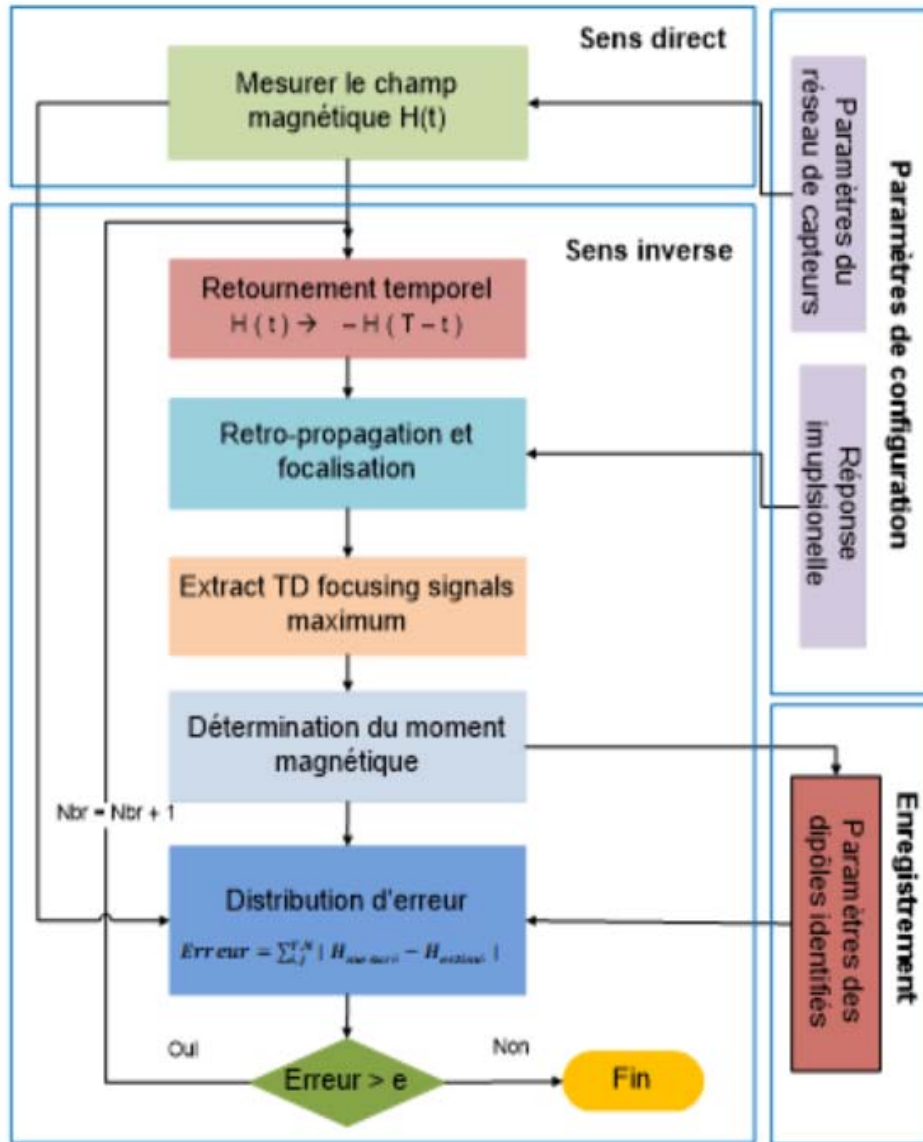 Sens direct
Mesurer le champ
magnétique H(t)
Sens inverse
Retournement temporel
H ( t ) → – H ( T – t )
Retro-propagation et
focalisation
Extract TD focusing signals
maximum
Détermination du moment
magnétique
Nbr = Nbr + 1
Distribution d'erreur
Erreur = ∑ | H – H |
Oui
Non
Erreur > e
Fin
Paramètres du
réseau de capteurs
Réponse
imuplsionelle
Paramètres de configuration
Paramètres des
dipôles identifiés
Enregistrement